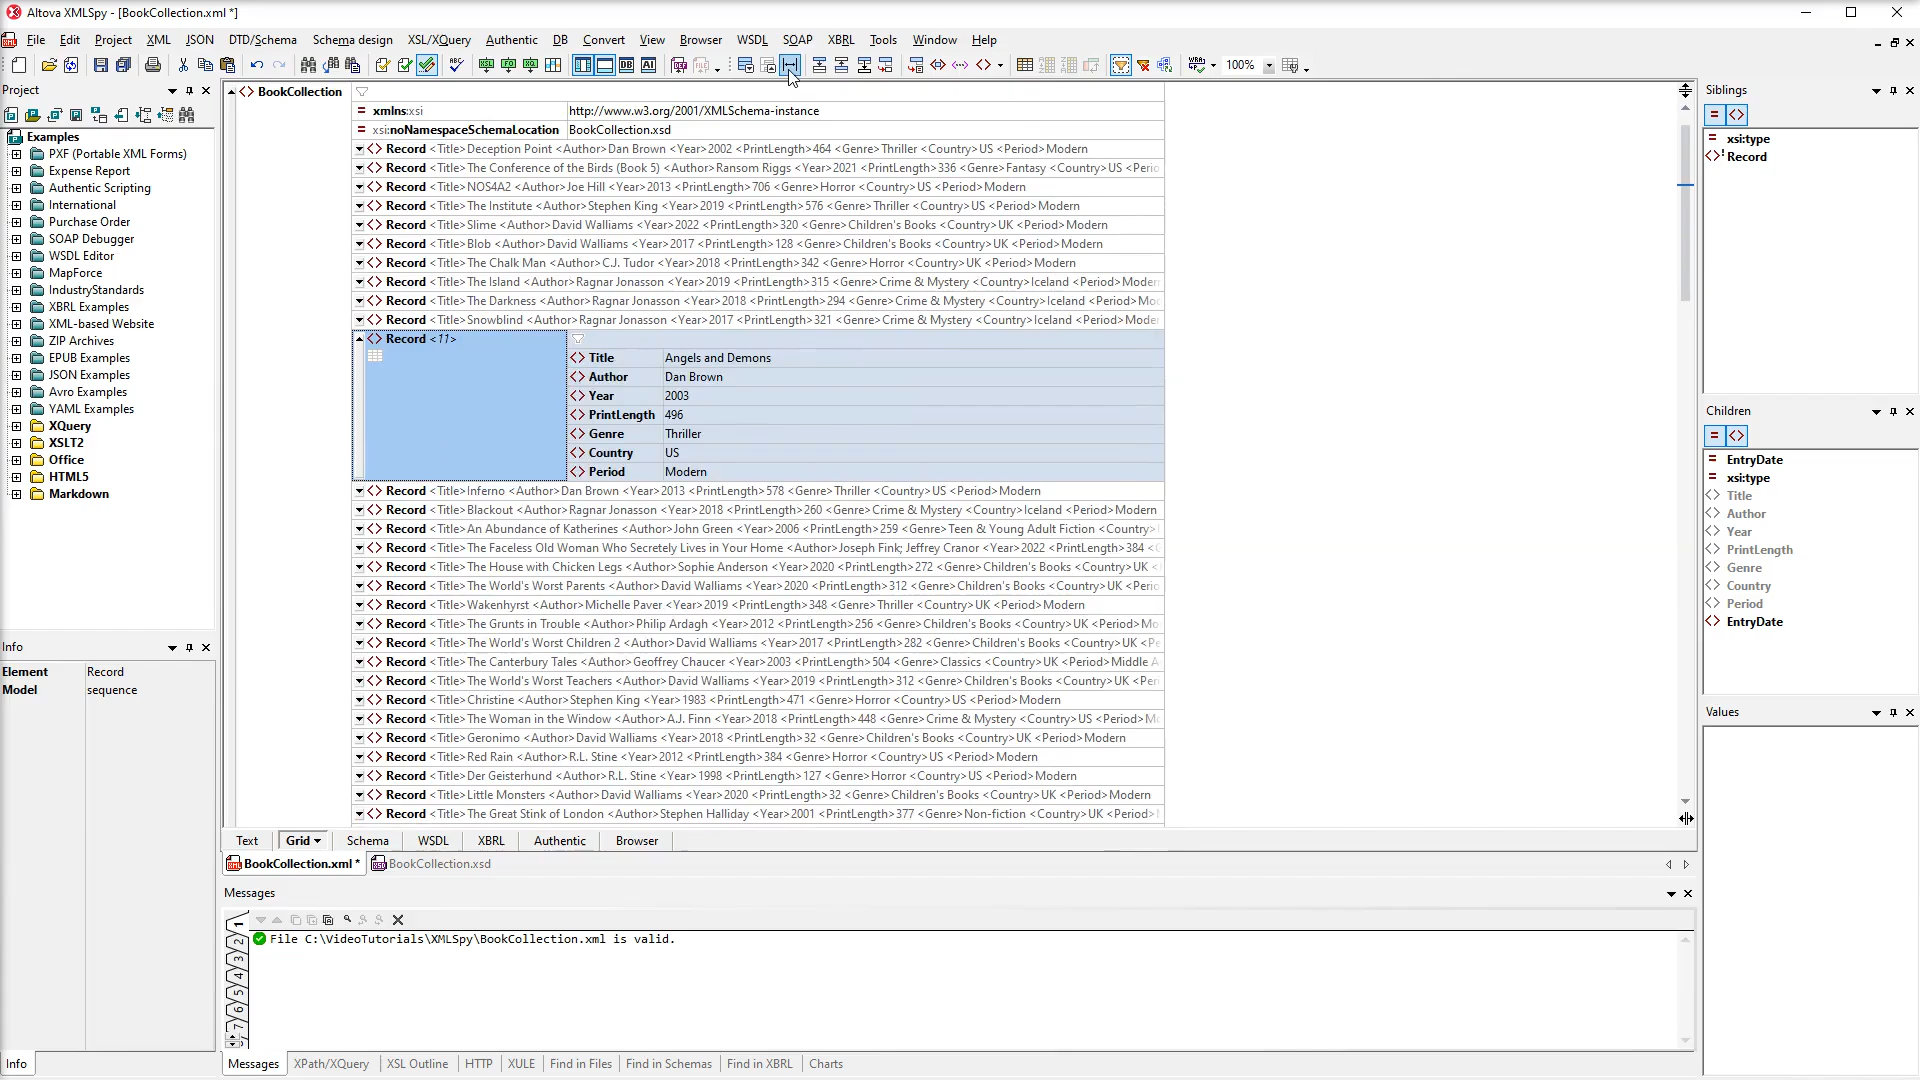 Altova XMLSpy - [BookCollection.xml *]
File Edit Project XML JSON DTD/Schema Schema design XSL/XQuery Authentic DB Convert View Browser WSDL SOAP XBRL Tools Window Help
100%
Project
Examples
PXF (Portable XML Forms)
Expense Report
Authentic Scripting
International
Purchase Order
SOAP Debugger
WSDL Editor
MapForce
IndustryStandards
XBRL Examples
XML-based Website
ZIP Archives
EPUB Examples
JSON Examples
Avro Examples
YAML Examples
XQuery
XSLT2
Office
HTML5
Markdown
Info
Element Record
Model sequence
Info
BookCollection
= xmlns:xsi http://www.w3.org/2001/XMLSchema-instance
= xsi:noNamespaceSchemaLocation BookCollection.xsd
<> Record <Title>Deception Point <Author>Dan Brown <Year>2002 <PrintLength>464 <Genre>Thriller <Country>US <Period>Modern
<> Record <Title>The Conference of the Birds (Book 5) <Author>Ransom Riggs <Year>2021 <PrintLength>336 <Genre>Fantasy <Country>US <Perio
<> Record <Title>NOS4A2 <Author>Joe Hill <Year>2013 <PrintLength>706 <Genre>Horror <Country>US <Period>Modern
<> Record <Title>The Institute <Author>Stephen King <Year>2019 <PrintLength>576 <Genre>Thriller <Country>US <Period>Modern
<> Record <Title>Slime <Author>David Walliams <Year>2022 <PrintLength>320 <Genre>Children's Books <Country>UK <Period>Modern
<> Record <Title>Blob <Author>David Walliams <Year>2017 <PrintLength>128 <Genre>Children's Books <Country>UK <Period>Modern
<> Record <Title>The Chalk Man <Author>C.J. Tudor <Year>2018 <PrintLength>342 <Genre>Horror <Country>UK <Period>Modern
<> Record <Title>The Island <Author>Ragnar Jonasson <Year>2019 <PrintLength>315 <Genre>Crime & Mystery <Country>Iceland <Period>Modern
<> Record <Title>The Darkness <Author>Ragnar Jonasson <Year>2018 <PrintLength>294 <Genre>Crime & Mystery <Country>Iceland <Period>Mo
<> Record <Title>Snowblind <Author>Ragnar Jonasson <Year>2017 <PrintLength>321 <Genre>Crime & Mystery <Country>Iceland <Period>Moder
<> Record <11>
<> Title Angels and Demons
<> Author Dan Brown
<> Year 2003
<> PrintLength 496
<> Genre Thriller
<> Country US
<> Period Modern
<> Record <Title>Inferno <Author>Dan Brown <Year>2013 <PrintLength>578 <Genre>Thriller <Country>US <Period>Modern
<> Record <Title>Blackout <Author>Ragnar Jonasson <Year>2018 <PrintLength>260 <Genre>Crime & Mystery <Country>Iceland <Period>Modern
<> Record <Title>An Abundance of Katherines <Author>John Green <Year>2006 <PrintLength>259 <Genre>Teen & Young Adult Fiction <Country>
<> Record <Title>The Faceless Old Woman Who Secretely Lives in Your Home <Author>Joseph Fink; Jeffrey Cranor <Year>2022 <PrintLength>384 <
<> Record <Title>The House with Chicken Legs <Author>Sophie Anderson <Year>2020 <PrintLength>272 <Genre>Children's Books <Country>UK <
<> Record <Title>The World's Worst Parents <Author>David Walliams <Year>2020 <PrintLength>312 <Genre>Children's Books <Country>UK <Perio
<> Record <Title>Wakenhyrst <Author>Michelle Paver <Year>2019 <PrintLength>348 <Genre>Thriller <Country>UK <Period>Modern
<> Record <Title>The Grunts in Trouble <Author>Philip Ardagh <Year>2012 <PrintLength>256 <Genre>Children's Books <Country>UK <Period>Mo
<> Record <Title>The World's Worst Children 2 <Author>David Walliams <Year>2017 <PrintLength>282 <Genre>Children's Books <Country>UK <Pe
<> Record <Title>The Canterbury Tales <Author>Geoffrey Chaucer <Year>2003 <PrintLength>504 <Genre>Classics <Country>UK <Period>Middle A
<> Record <Title>The World's Worst Teachers <Author>David Walliams <Year>2019 <PrintLength>312 <Genre>Children's Books <Country>UK <Peri
<> Record <Title>Christine <Author>Stephen King <Year>1983 <PrintLength>471 <Genre>Horror <Country>US <Period>Modern
<> Record <Title>The Woman in the Window <Author>A.J. Finn <Year>2018 <PrintLength>448 <Genre>Crime & Mystery <Country>US <Period>Mo
<> Record <Title>Geronimo <Author>David Walliams <Year>2018 <PrintLength>32 <Genre>Children's Books <Country>UK <Period>Modern
<> Record <Title>Red Rain <Author>R.L. Stine <Year>2012 <PrintLength>384 <Genre>Horror <Country>US <Period>Modern
<> Record <Title>Der Geisterhund <Author>R.L. Stine <Year>1998 <PrintLength>127 <Genre>Horror <Country>US <Period>Modern
<> Record <Title>Little Monsters <Author>David Walliams <Year>2020 <PrintLength>32 <Genre>Children's Books <Country>UK <Period>Modern
<> Record <Title>The Great Stink of London <Author>Stephen Halliday <Year>2001 <PrintLength>377 <Genre>Non-fiction <Country>UK <Period>
Text Grid Schema WSDL XBRL Authentic Browser
BookCollection.xml * BookCollection.xsd
Messages
1 2 3 4 5 6 7
File C:\VideoTutorials\XMLSpy\BookCollection.xml is valid.
Messages XPath/XQuery XSL Outline HTTP XULE Find in Files Find in Schemas Find in XBRL Charts
Siblings
= xsi:type
<>! Record
Children
= EntryDate
= xsi:type
<> Title
<> Author
<> Year
<> PrintLength
<> Genre
<> Country
<> Period
<> EntryDate
Values